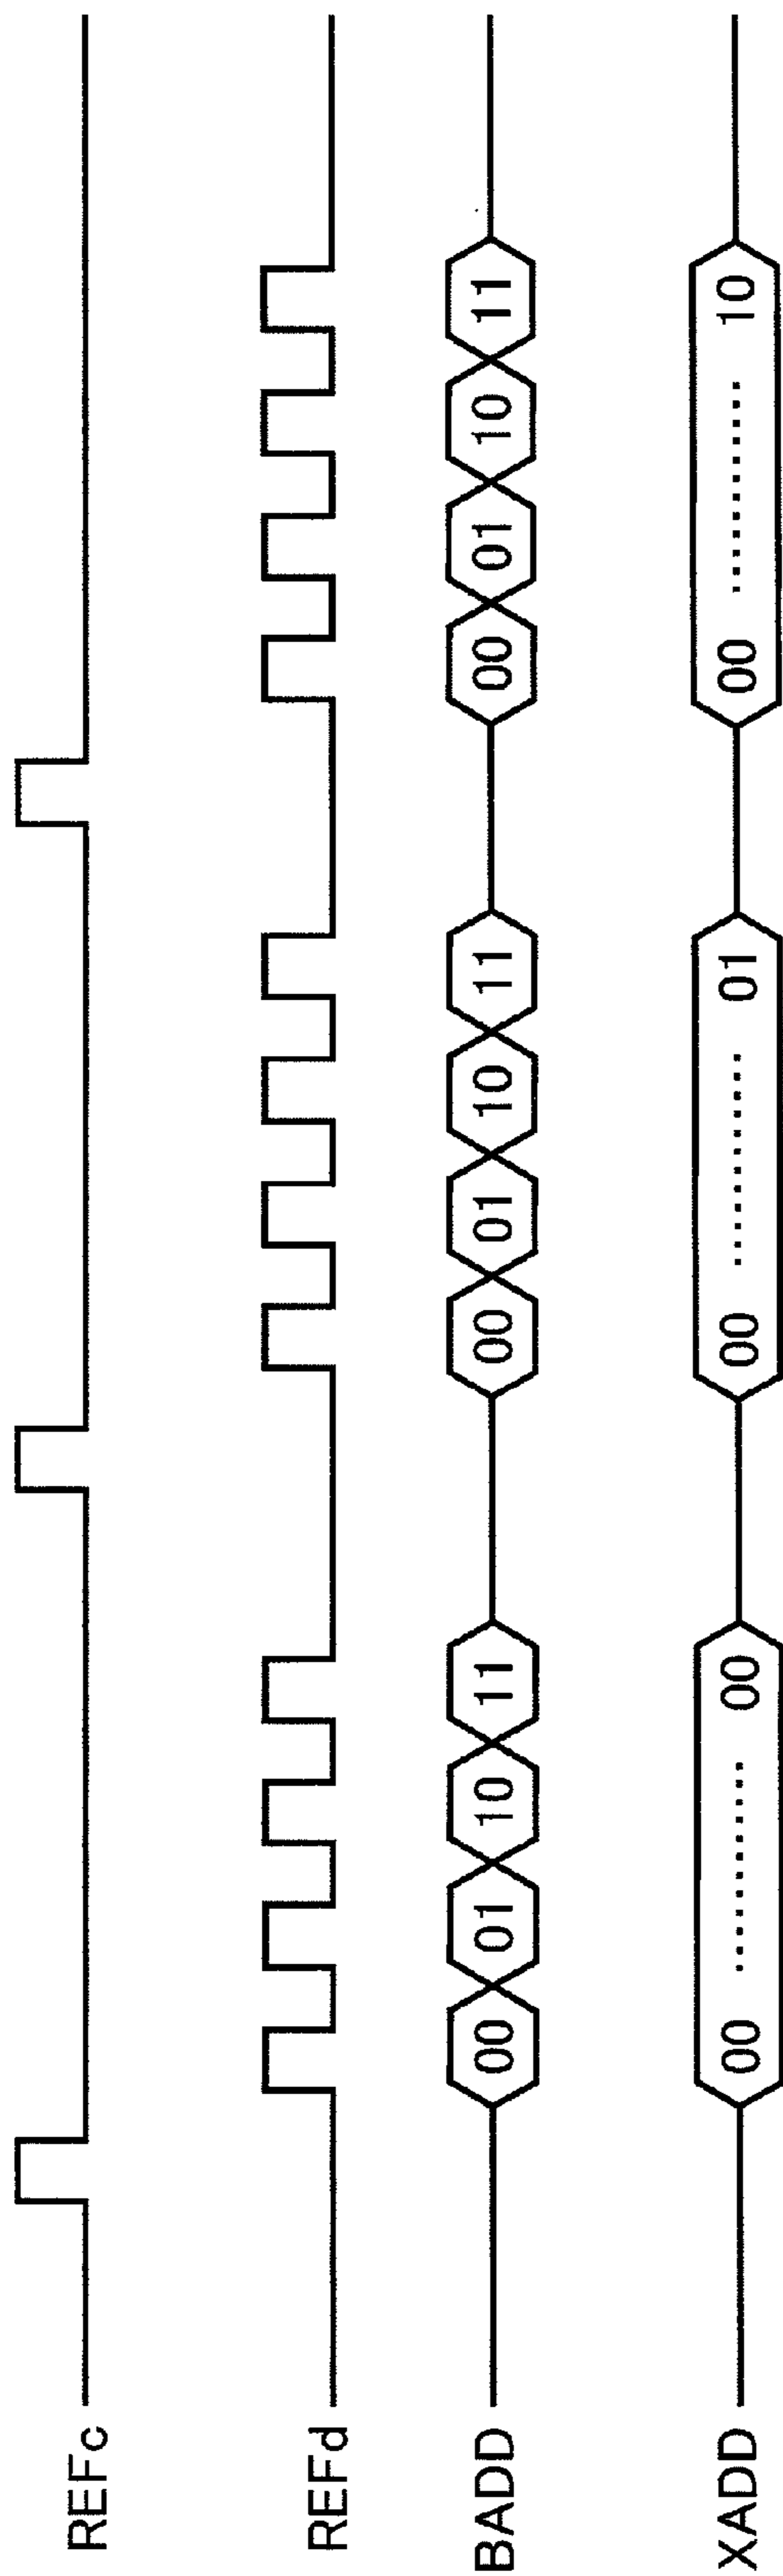 REFc
REFd
BADD 00 01 10 11 00 01 10 11 00 01 10 11
XADD 00 ........... 00 00 ........... 01 00 ........... 10